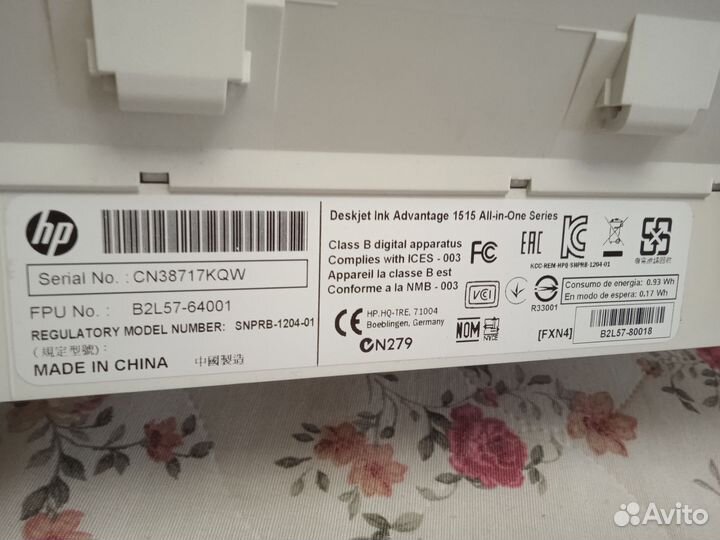 hp
Serial No. : CN38717KQW
FPU No. : B2L57-64001
REGULATORY MODEL NUMBER: SNPRB-1204-01
(規定型號):
MADE IN CHINA 中國製造
Deskjet Ink Advantage 1515 All-in-One Series
Class B digital apparatus
Complies with ICES - 003
Appareil la classe B est
Conforme a la NMB - 003
FC
EAC
KCC-REM-HPQ-SNPRB-1204-01
CE
HP, HQ-TRE, 71004
Boeblingen, Germany
N279
VCI
NOM
NYCE
R33001
Consumo de energia: 0.93 Wh
En modo de espera: 0.17 Wh
[FXN4]
B2L57-80018
Avito